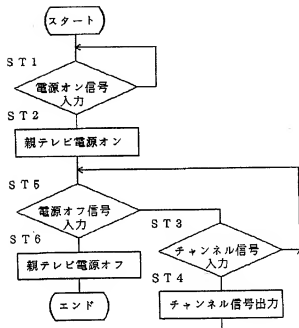 スタート
ST1
電源オン信号
入力
ST2
親テレビ電源オン
ST5
電源オフ信号
入力
ST3
チャンネル信号
入力
ST6
親テレビ電源オフ
ST4
チャンネル信号出力
エンド